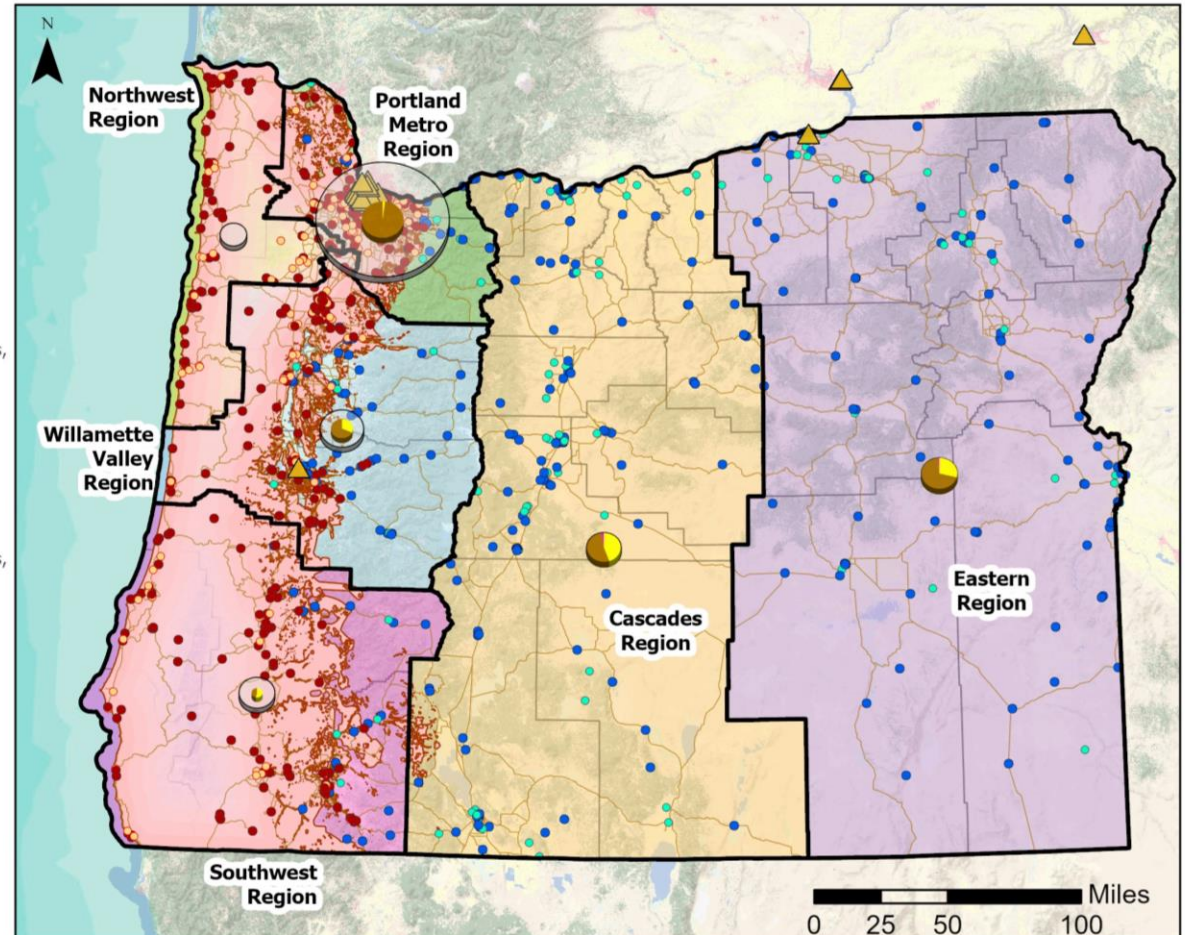 N
Northwest
Region
Portland
Metro
Region
Willamette
Valley
Region
Cascades
Region
Eastern
Region
Southwest
Region
Miles
0 25 50 100
s,
s,